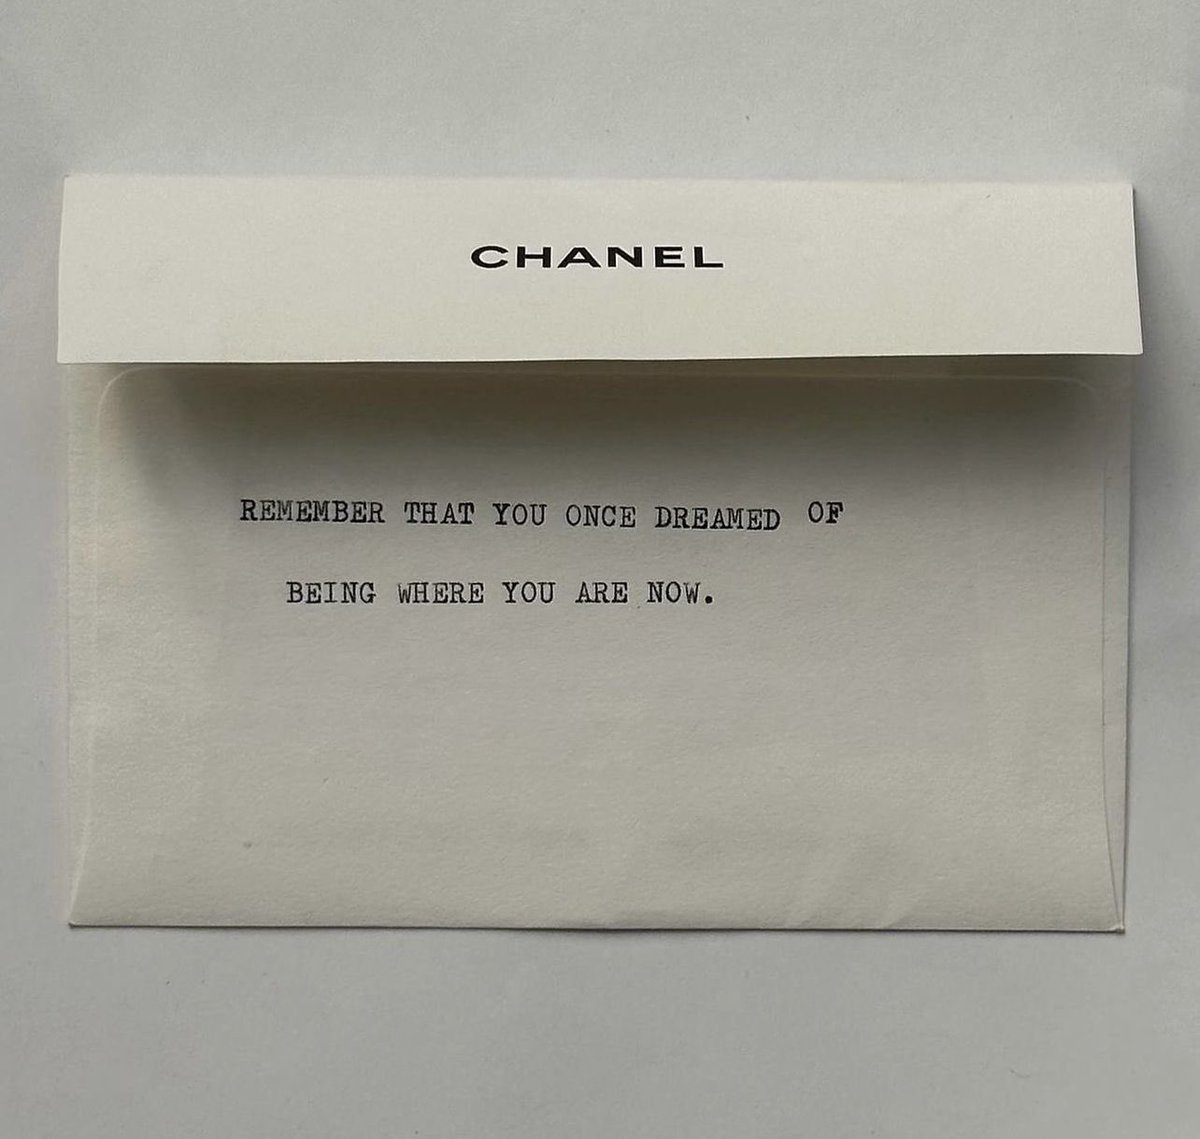 CHANEL
REMEMBER THAT YOU ONCE DREAMED OF
BEING WHERE YOU ARE NOW.